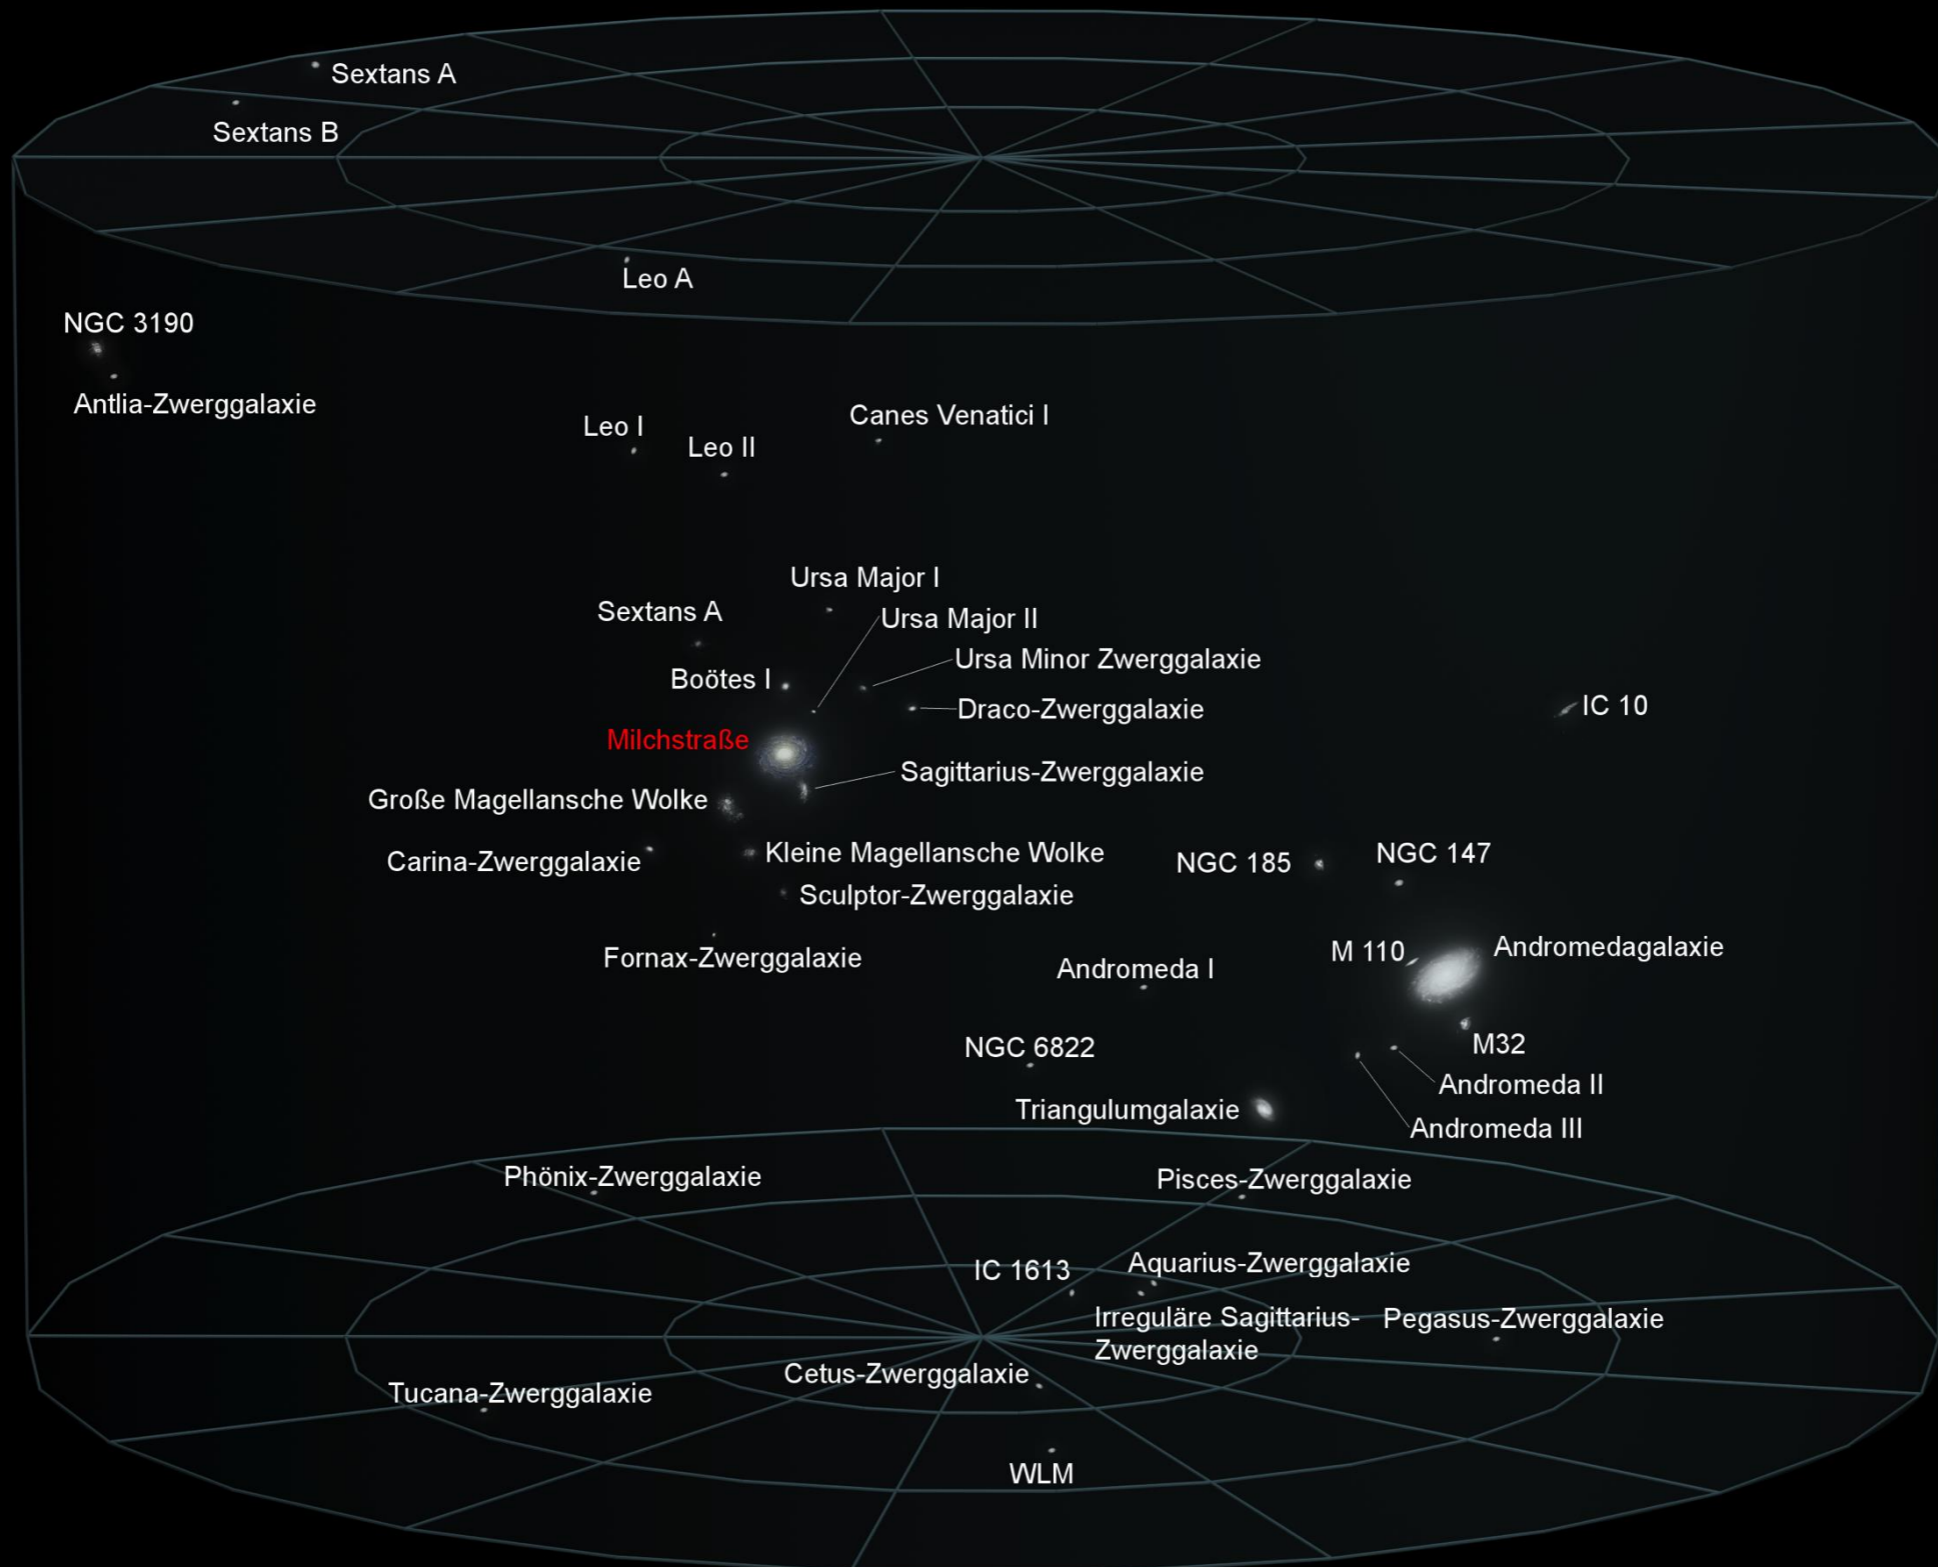 Sextans A
Sextans B
Leo A
NGC 3190
Antlia-Zwerggalaxie
Leo I
Leo II
Canes Venatici I
Ursa Major I
Sextans A
Ursa Major II
Ursa Minor Zwerggalaxie
Boötes I
Draco-Zwerggalaxie
IC 10
Milchstraße
Sagittarius-Zwerggalaxie
Große Magellansche Wolke
Carina-Zwerggalaxie
Kleine Magellansche Wolke
NGC 185
NGC 147
Sculptor-Zwerggalaxie
Fornax-Zwerggalaxie
M 110
Andromedagalaxie
Andromeda I
NGC 6822
M32
Andromeda II
Triangulumgalaxie
Andromeda III
Phönix-Zwerggalaxie
Pisces-Zwerggalaxie
IC 1613
Aquarius-Zwerggalaxie
Irreguläre Sagittarius-
Zwerggalaxie
Pegasus-Zwerggalaxie
Cetus-Zwerggalaxie
Tucana-Zwerggalaxie
WLM